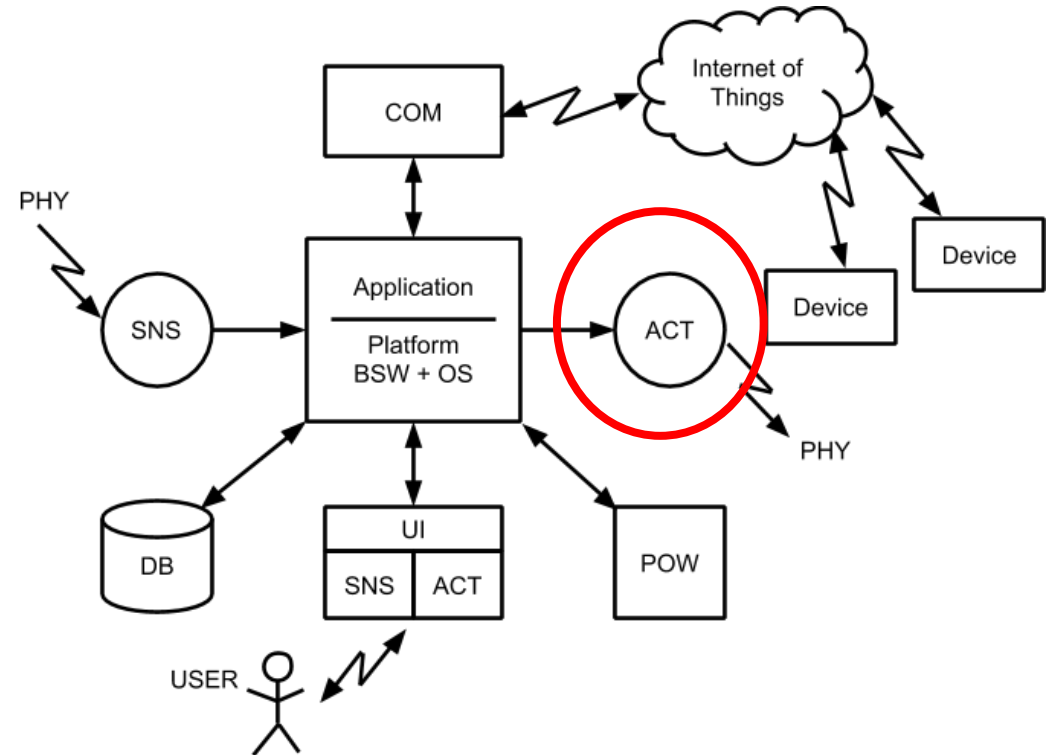 Internet of
Things
COM
PHY
Device
Application
SNS
Platform
BSW + OS
ACT
Device
PHY
UI
DB
SNS
ACT
POW
USER